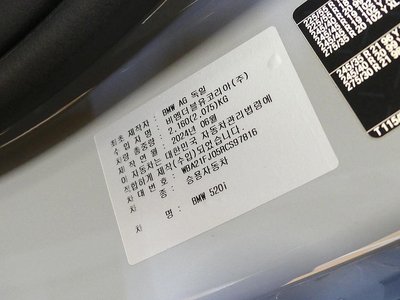 최초 제작자 : BMW AG 독일
수 입 자 명 : 비엠더블유코리아(주)
차량 총중량 : 2,160(2,075)KG
제 작 연 월 : 2024년 06월
이 자동차는 대한민국 자동차관리법령에
적합하게 제작(수입)되었습니다.
차 대 번 호 : WBA21FJ05RCS97816
차 종 : 승용자동차
차 명 : BMW 520i